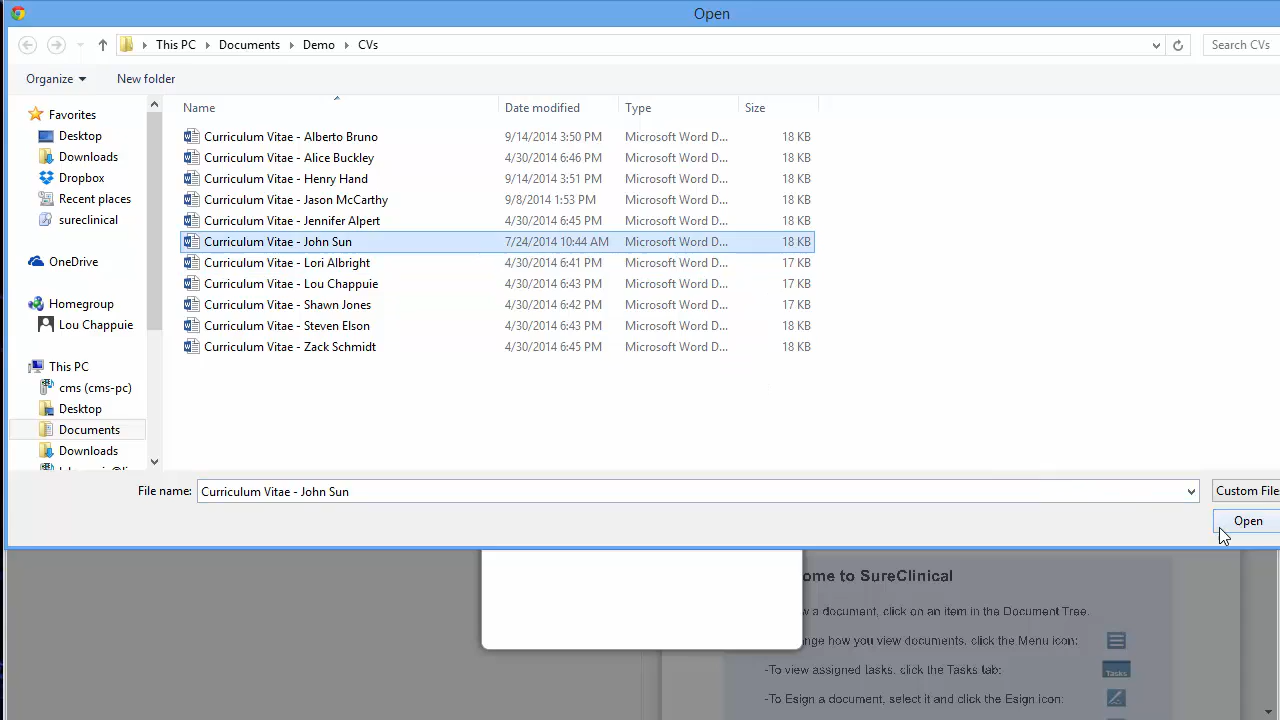 Open
This PC Documents Demo CVs
Search CVs
Organize New folder
Name Date modified Type Size
Favorites
Desktop
Downloads
Dropbox
Recent places
sureclinical
OneDrive
Homegroup
Lou Chappuie
This PC
cms (cms-pc)
Desktop
Documents
Downloads
Curriculum Vitae - Alberto Bruno 9/14/2014 3:50 PM Microsoft Word D... 18 KB
Curriculum Vitae - Alice Buckley 4/30/2014 6:46 PM Microsoft Word D... 18 KB
Curriculum Vitae - Henry Hand 9/14/2014 3:51 PM Microsoft Word D... 18 KB
Curriculum Vitae - Jason McCarthy 9/8/2014 1:53 PM Microsoft Word D... 18 KB
Curriculum Vitae - Jennifer Alpert 4/30/2014 6:45 PM Microsoft Word D... 18 KB
Curriculum Vitae - John Sun 7/24/2014 10:44 AM Microsoft Word D... 18 KB
Curriculum Vitae - Lori Albright 4/30/2014 6:41 PM Microsoft Word D... 17 KB
Curriculum Vitae - Lou Chappuie 4/30/2014 6:43 PM Microsoft Word D... 17 KB
Curriculum Vitae - Shawn Jones 4/30/2014 6:42 PM Microsoft Word D... 17 KB
Curriculum Vitae - Steven Elson 4/30/2014 6:43 PM Microsoft Word D... 18 KB
Curriculum Vitae - Zack Schmidt 4/30/2014 6:45 PM Microsoft Word D... 18 KB
File name: Curriculum Vitae - John Sun Custom File
Open
ome to SureClinical
w a document, click on an item in the Document Tree.
nge how you view documents, click the Menu icon:
-To view assigned tasks, click the Tasks tab: Tasks
-To Esign a document, select it and click the Esign icon: